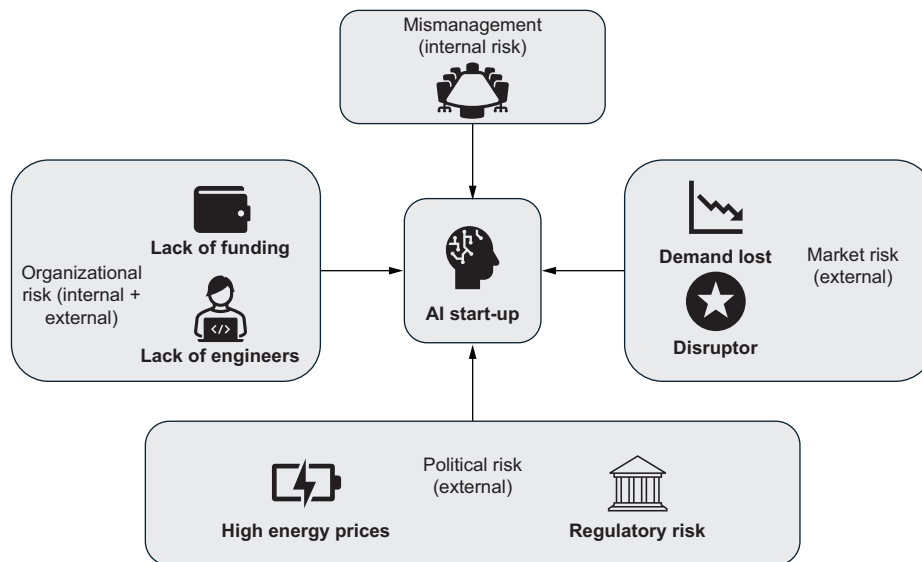 Mismanagement
(internal risk)
Lack of funding
Organizational
risk (internal +
external)
</>
Lack of engineers
AI start-up
Demand lost
Market risk
(external)
Disruptor
Political risk
(external)
High energy prices
Regulatory risk